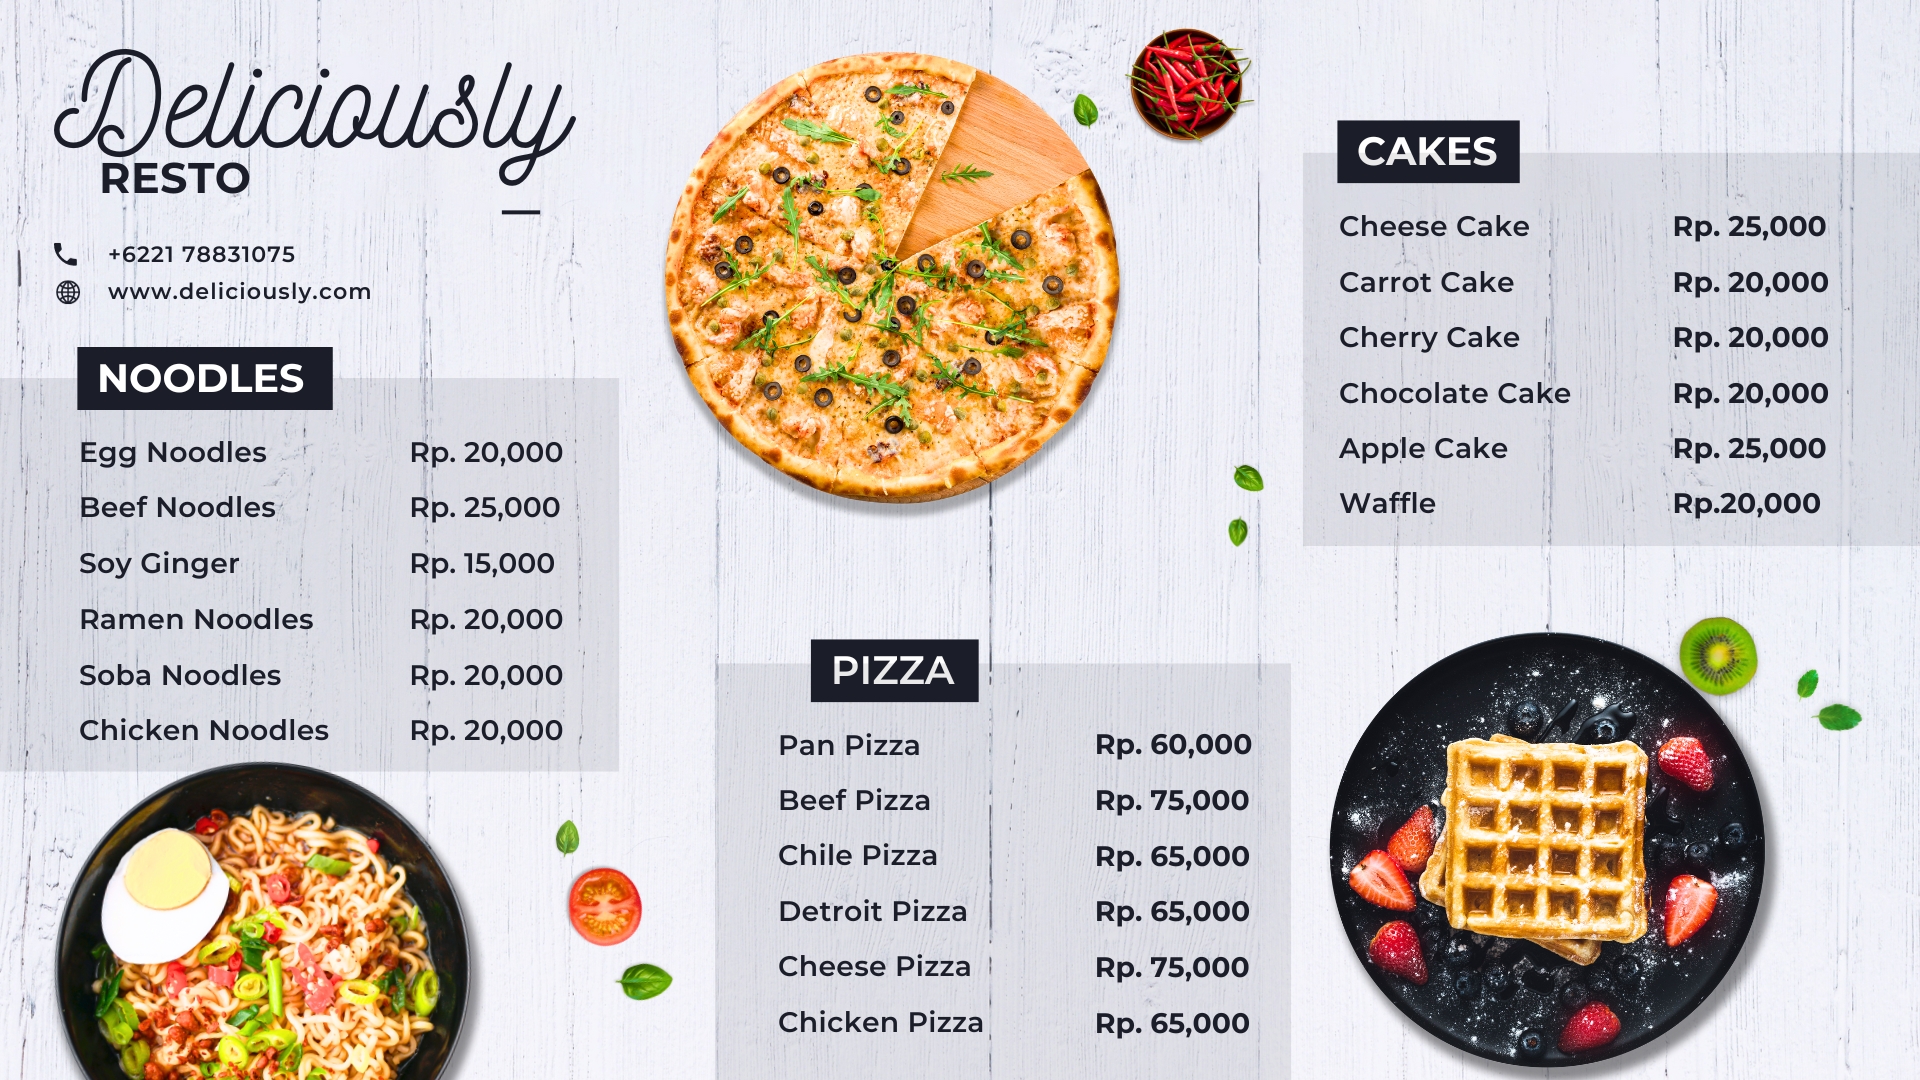 Deliciously
RESTO
+6221 78831075
www.deliciously.com
NOODLES
Egg Noodles Rp. 20,000
Beef Noodles Rp. 25,000
Soy Ginger Rp. 15,000
Ramen Noodles Rp. 20,000
Soba Noodles Rp. 20,000
Chicken Noodles Rp. 20,000
PIZZA
Pan Pizza Rp. 60,000
Beef Pizza Rp. 75,000
Chile Pizza Rp. 65,000
Detroit Pizza Rp. 65,000
Cheese Pizza Rp. 75,000
Chicken Pizza Rp. 65,000
CAKES
Cheese Cake Rp. 25,000
Carrot Cake Rp. 20,000
Cherry Cake Rp. 20,000
Chocolate Cake Rp. 20,000
Apple Cake Rp. 25,000
Waffle Rp.20,000